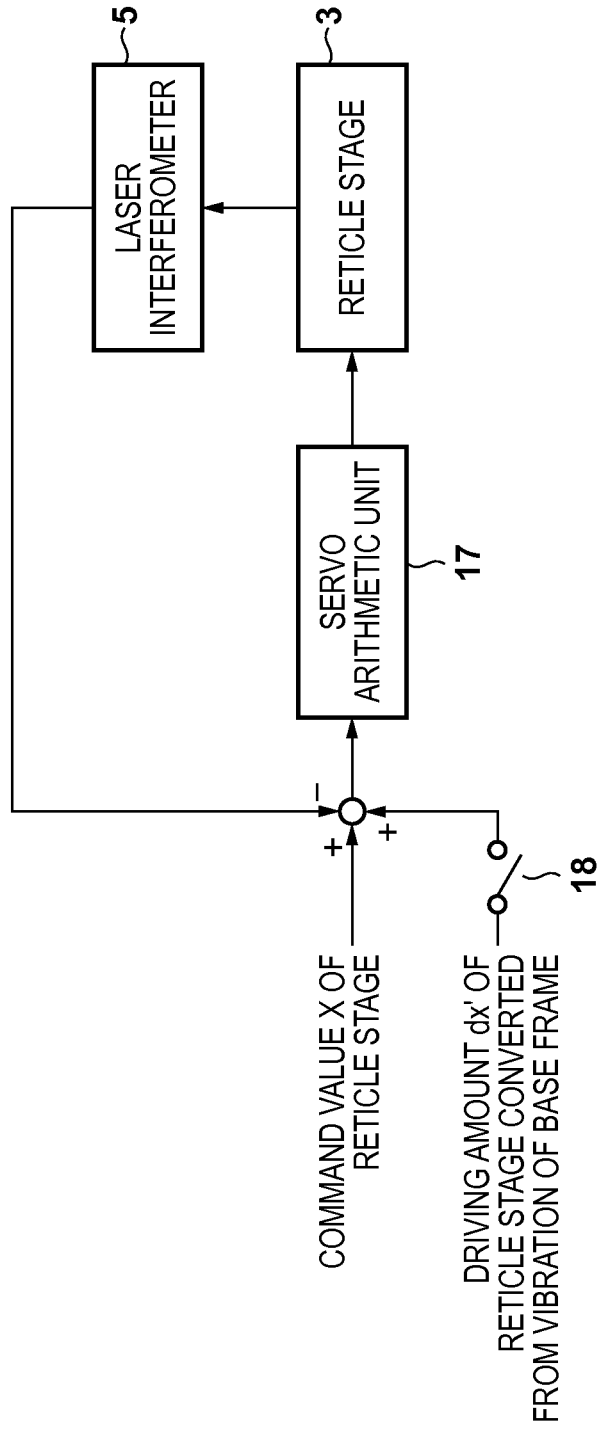 5
LASER
INTERFEROMETER
3
RETICLE STAGE
SERVO
ARITHMETIC UNIT
17
−
+
+
COMMAND VALUE X OF
RETICLE STAGE
18
DRIVING AMOUNT dx' OF
RETICLE STAGE CONVERTED
FROM VIBRATION OF BASE FRAME